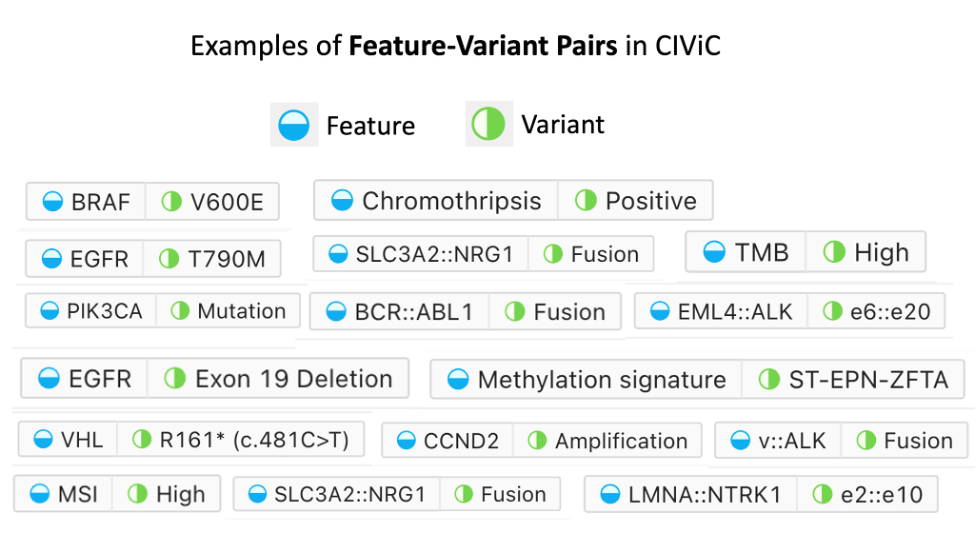 Examples of Feature-Variant Pairs in CIViC
Feature Variant
BRAF V600E Chromothripsis Positive
EGFR T790M SLC3A2::NRG1 Fusion TMB High
PIK3CA Mutation BCR::ABL1 Fusion EML4::ALK e6::e20
EGFR Exon 19 Deletion Methylation signature ST-EPN-ZFTA
VHL R161* (c.481C>T) CCND2 Amplification v::ALK Fusion
MSI High SLC3A2::NRG1 Fusion LMNA::NTRK1 e2::e10